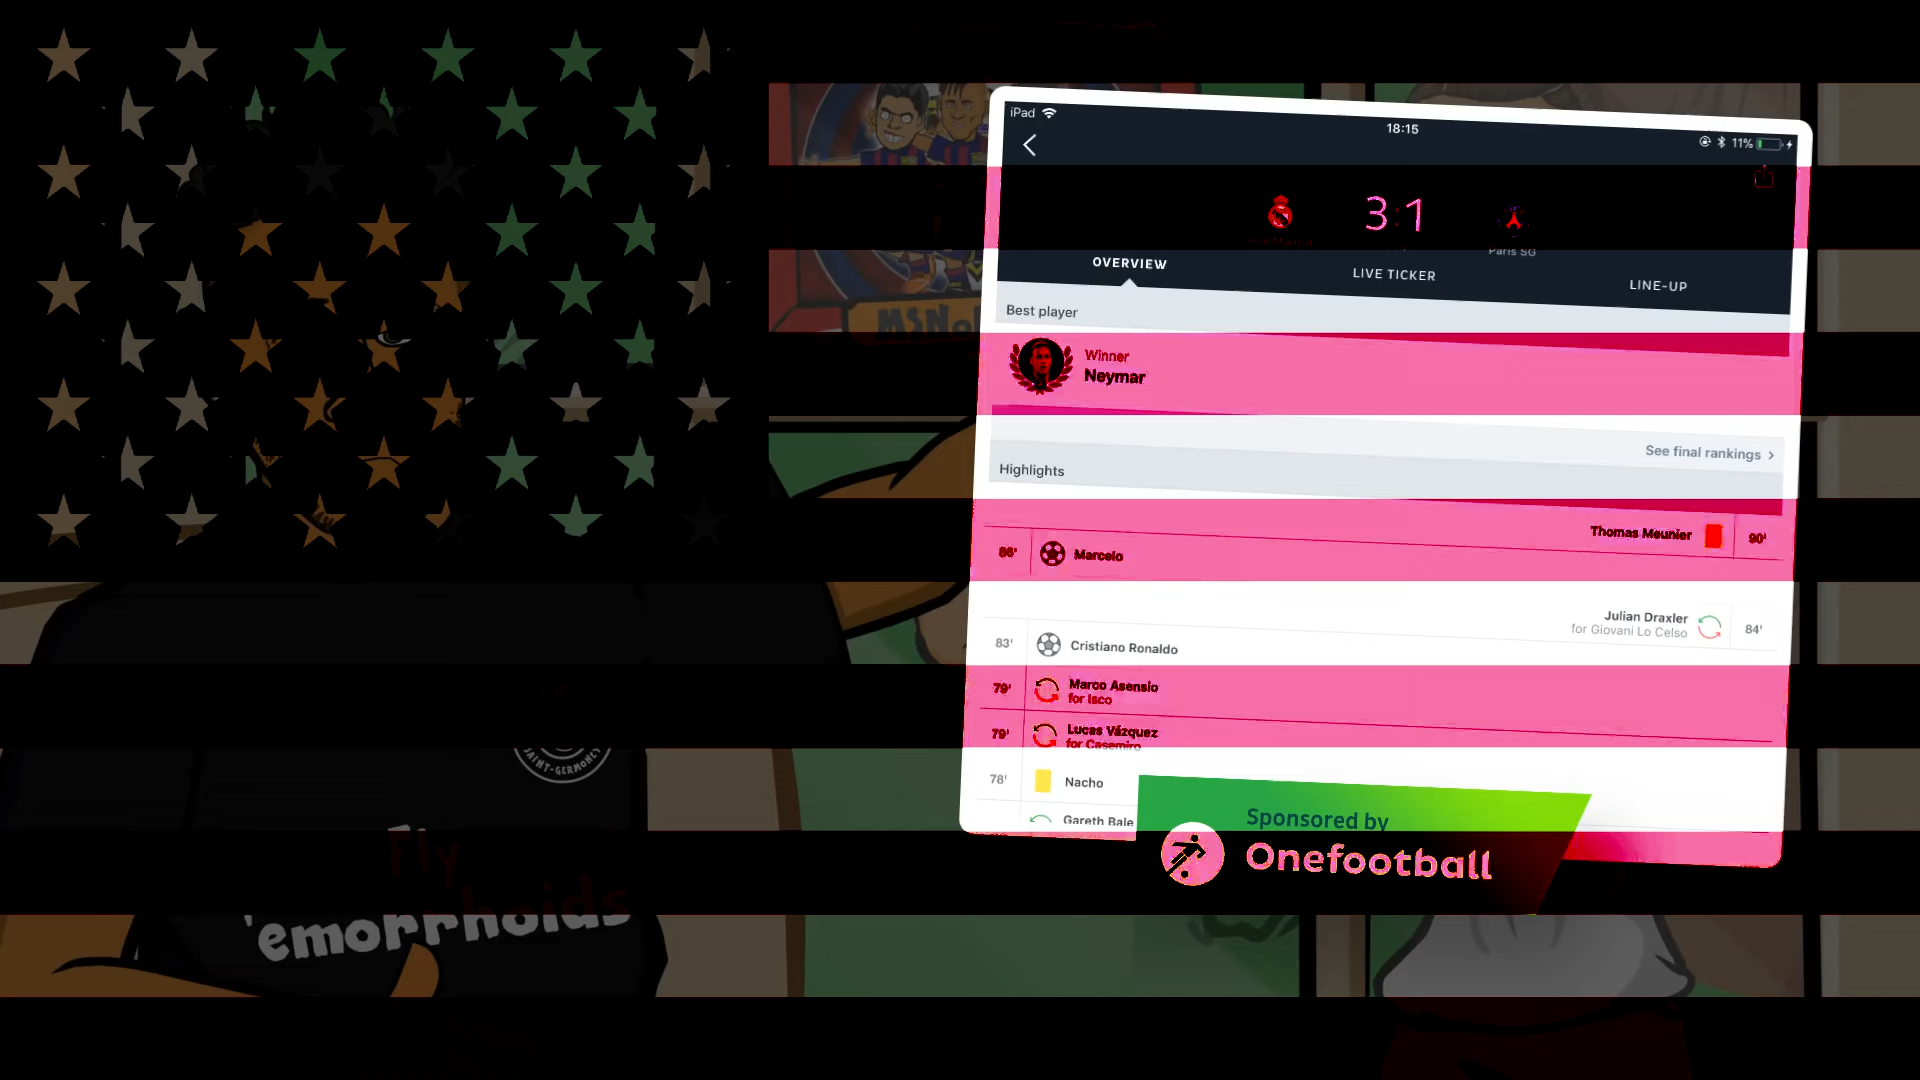 iPad
18:15
11%
3:1
Paris SG
OVERVIEW
LIVE TICKER
LINE-UP
Best player
Winner
Neymar
See final rankings
Highlights
Thomas Meunier 90'
86' Marcelo
Julian Draxler
for Giovani Lo Celso
84'
83' Cristiano Ronaldo
79' Marco Asensio
for Isco
79' Lucas Vázquez
for Casemiro
78' Nacho
Gareth Bale
Sponsored by
Onefootball
MSN
SAINT-GERMONEY
Fly
'emorrhoids